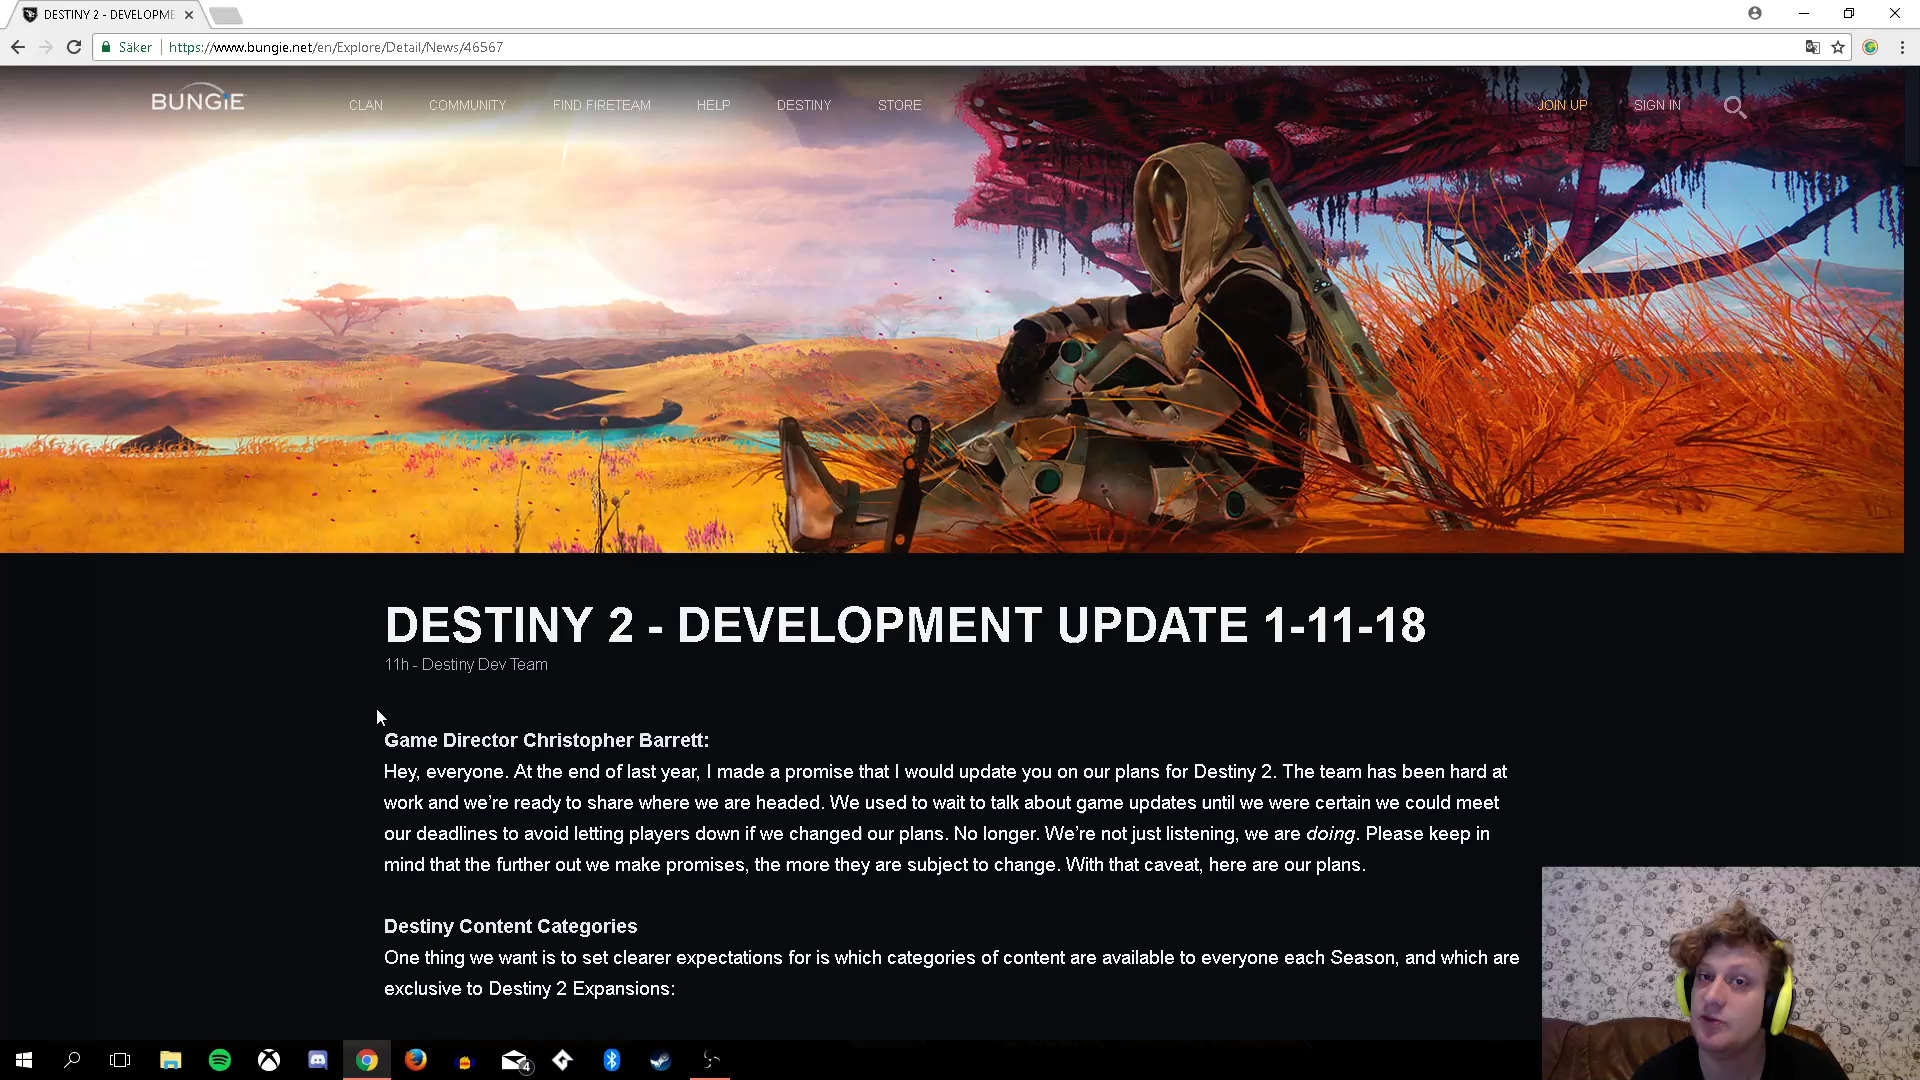 DESTINY 2 - DEVELOPME
Säker https://www.bungie.net/en/Explore/Detail/News/46567
BUNGiE CLAN COMMUNITY FIND FIRETEAM HELP DESTINY STORE JOIN UP SIGN IN
DESTINY 2 - DEVELOPMENT UPDATE 1-11-18
11h - Destiny Dev Team
Game Director Christopher Barrett:
Hey, everyone. At the end of last year, I made a promise that I would update you on our plans for Destiny 2. The team has been hard at
work and we’re ready to share where we are headed. We used to wait to talk about game updates until we were certain we could meet
our deadlines to avoid letting players down if we changed our plans. No longer. We’re not just listening, we are doing. Please keep in
mind that the further out we make promises, the more they are subject to change. With that caveat, here are our plans.
Destiny Content Categories
One thing we want is to set clearer expectations for is which categories of content are available to everyone each Season, and which are
exclusive to Destiny 2 Expansions:
4